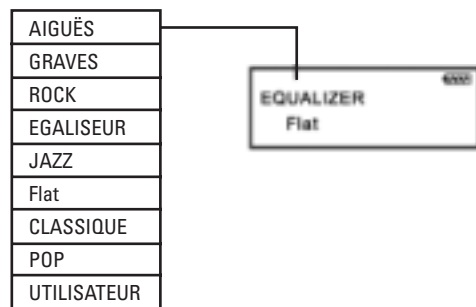 AIGUËS
GRAVES
ROCK
EGALISEUR
JAZZ
Flat
CLASSIQUE
POP
UTILISATEUR
EQUALIZER
Flat